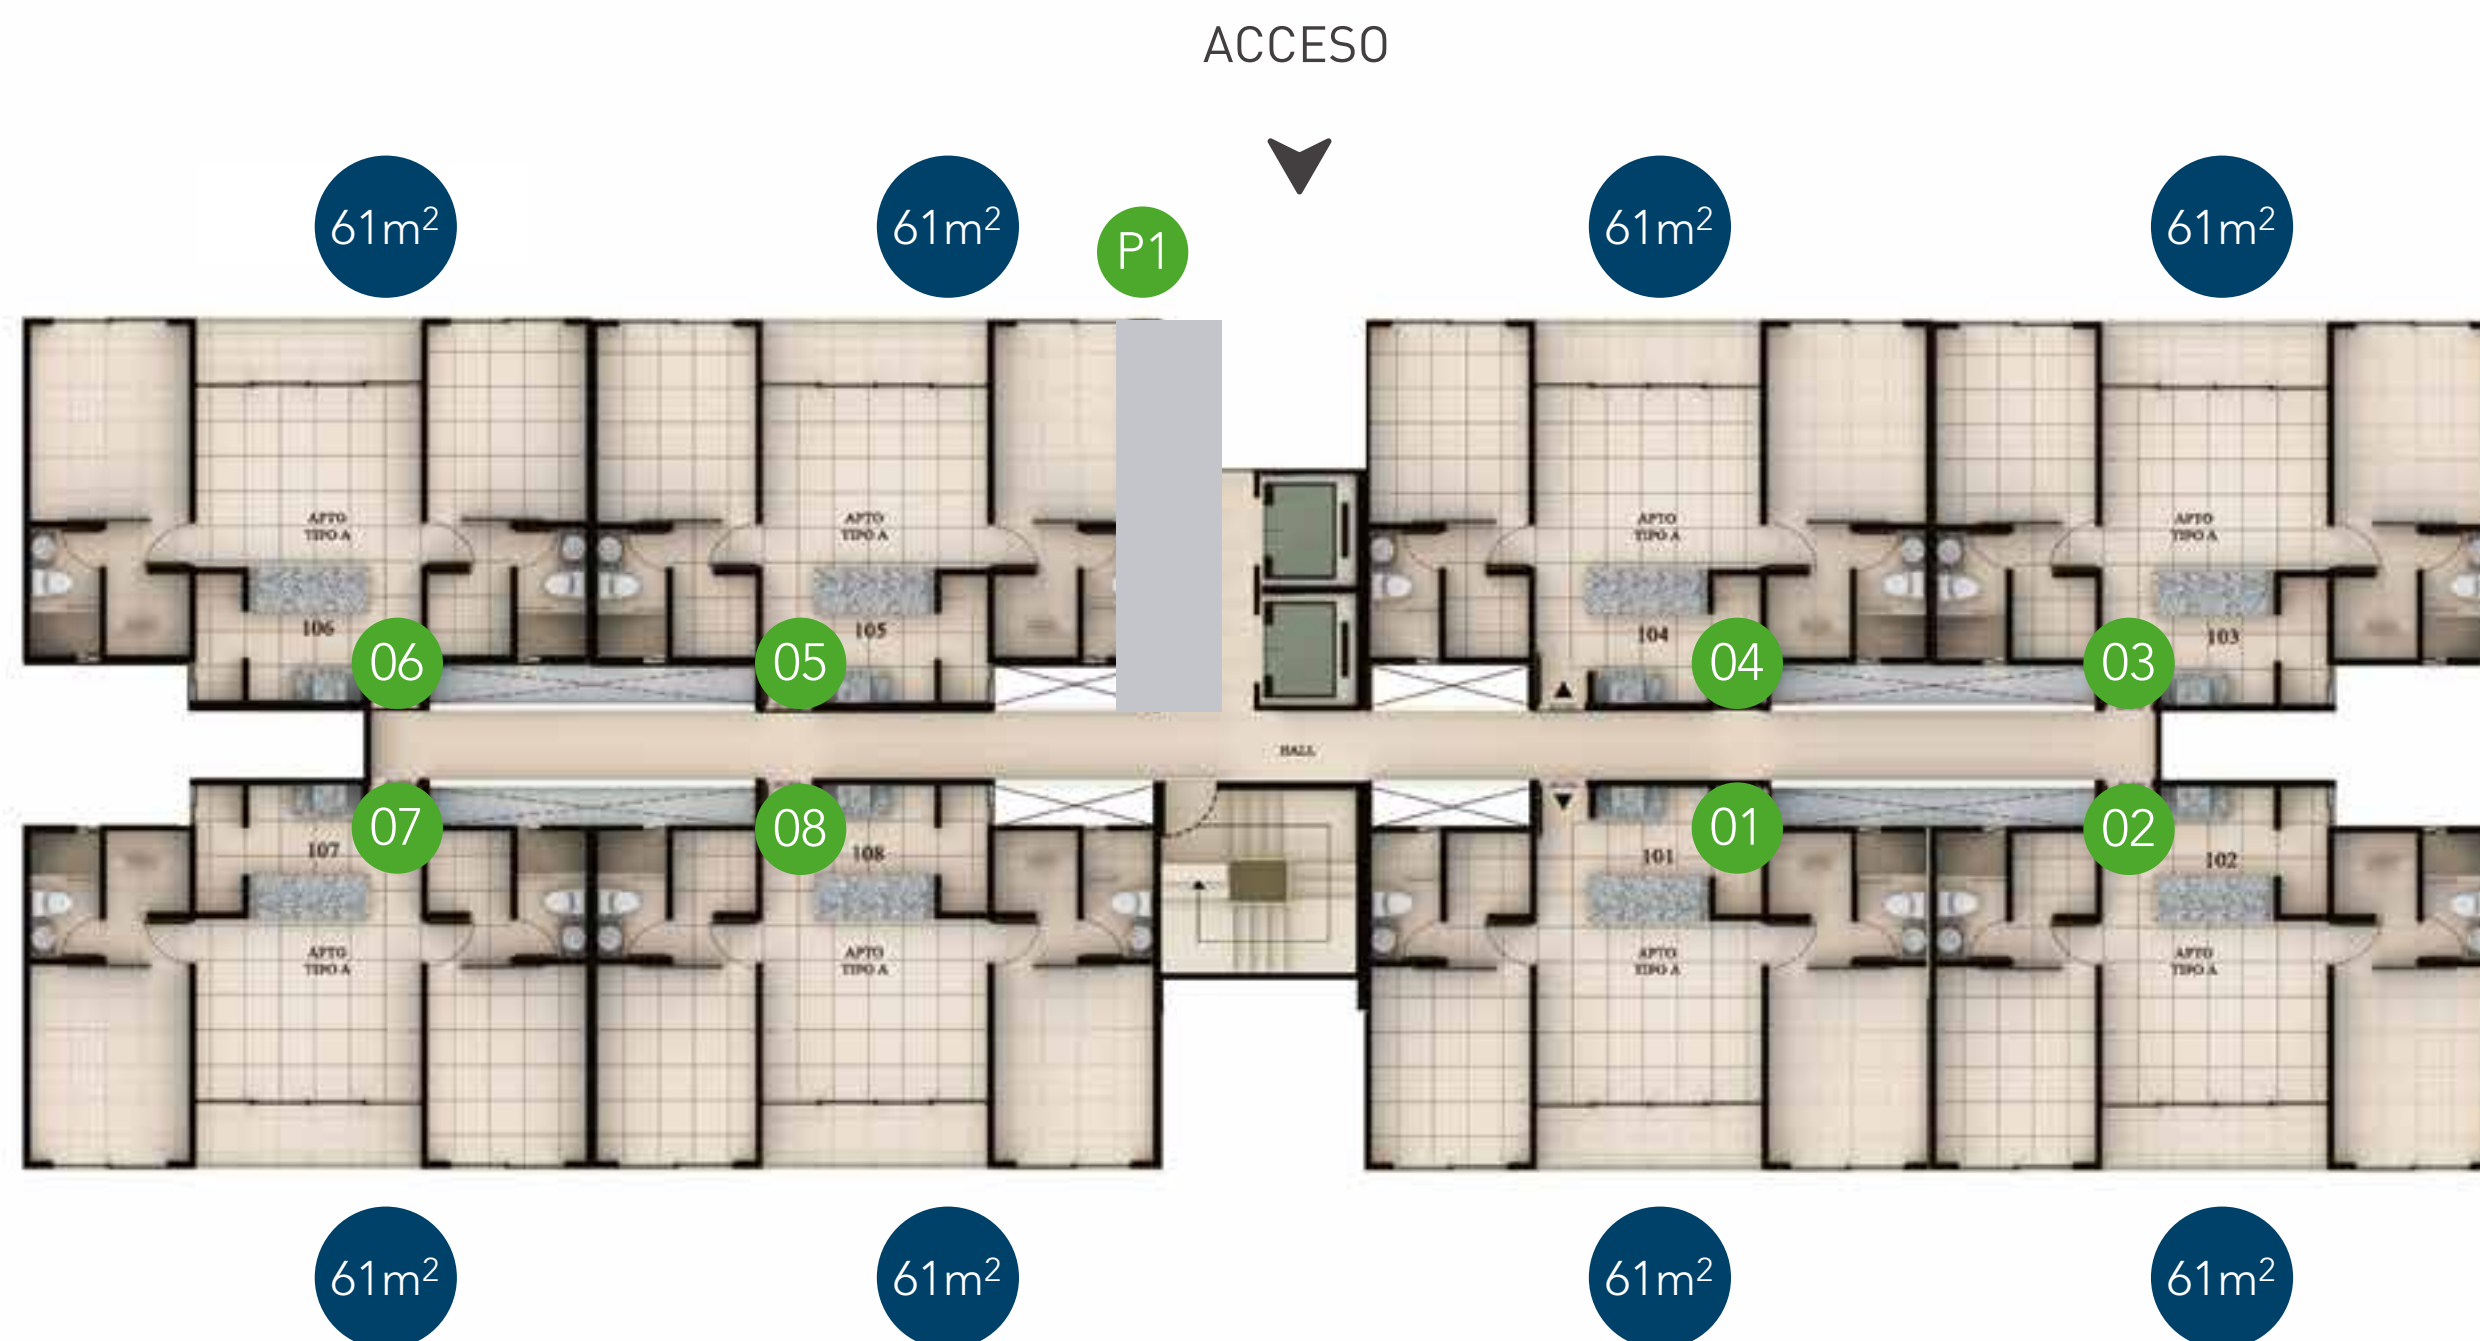 ACCESO
61m²
61m²
61m²
61m²
P1
APTO
TIPO A
APTO
TIPO A
APTO
TIPO A
APTO
TIPO A
106
105
104
103
06
05
04
03
HALL
07
08
01
02
107
108
101
102
APTO
TIPO A
APTO
TIPO A
APTO
TIPO A
APTO
TIPO A
61m²
61m²
61m²
61m²